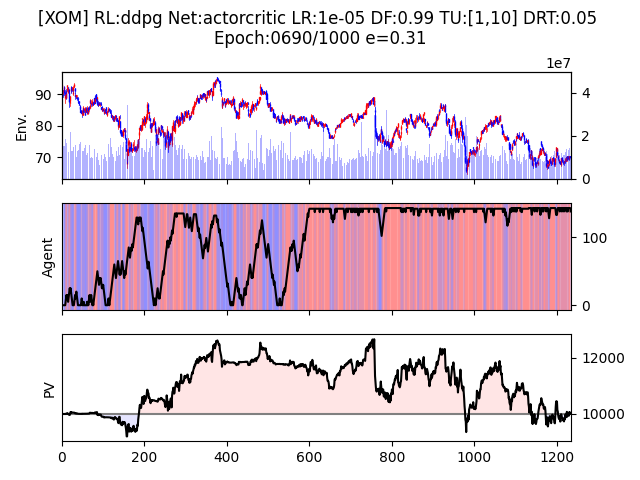 [XOM] RL:ddpg Net:actorcritic LR:1e-05 DF:0.99 TU:[1,10] DRT:0.05
Epoch:0690/1000 e=0.31
1e7
Env.
90
80
70
4
2
0
Agent
100
0
PV
12000
10000
0
200
400
600
800
1000
1200